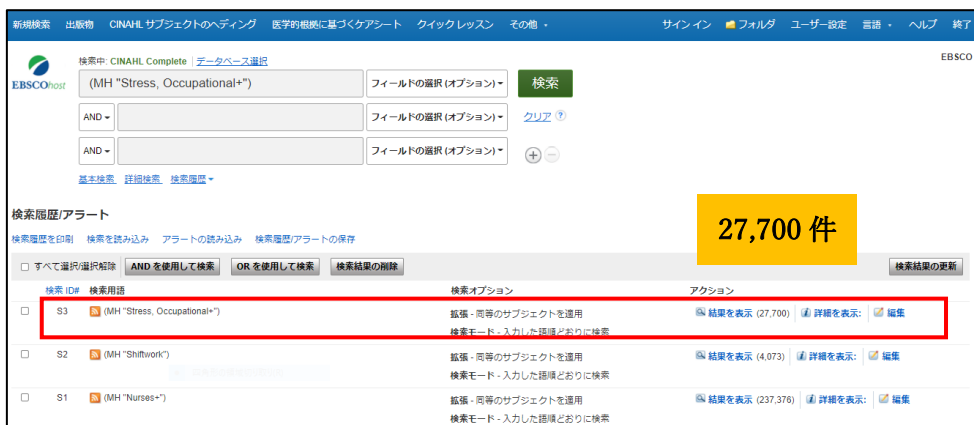 新規検索 出版物 CINAHL サブジェクトのヘディング 医学的根拠に基づくケアシート クイック レッスン その他 サインイン フォルダ ユーザー設定 言語 ヘルプ 終了
検索中: CINAHL Complete データベース選択 EBSCO
EBSCOhost (MH "Stress, Occupational+") フィールドの選択 (オプション) 検索
AND フィールドの選択 (オプション) クリア ?
AND フィールドの選択 (オプション)
基本検索 詳細検索 検索履歴
検索履歴/アラート
27,700 件
検索履歴を印刷 検索を読み込み アラートの読み込み 検索履歴/アラートの保存
すべて選択/選択解除 AND を使用して検索 OR を使用して検索 検索結果の削除 検索結果の更新
検索 ID# 検索用語 検索オプション アクション
S3 (MH "Stress, Occupational+") 拡張 - 同等のサブジェクトを適用 結果を表示 (27,700) 詳細を表示: 編集
検索モード - 入力した語順どおりに検索
S2 (MH "Shiftwork") 拡張 - 同等のサブジェクトを適用 結果を表示 (4,073) 詳細を表示: 編集
検索モード - 入力した語順どおりに検索
S1 (MH "Nurses+") 拡張 - 同等のサブジェクトを適用 結果を表示 (237,376) 詳細を表示: 編集
検索モード - 入力した語順どおりに検索